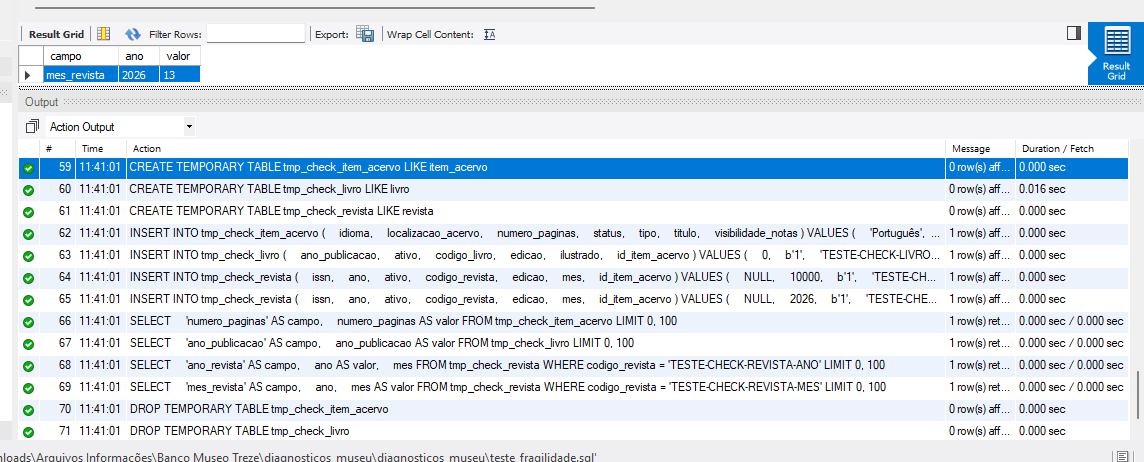 Result Grid Filter Rows: Export: Wrap Cell Content: IA
campo ano valor
mes_revista 2026 13
Result
Grid
Output
Action Output
# Time Action Message Duration / Fetch
59 11:41:01 CREATE TEMPORARY TABLE tmp_check_item_acervo LIKE item_acervo 0 row(s) aff... 0.000 sec
60 11:41:01 CREATE TEMPORARY TABLE tmp_check_livro LIKE livro 0 row(s) aff... 0.016 sec
61 11:41:01 CREATE TEMPORARY TABLE tmp_check_revista LIKE revista 0 row(s) aff... 0.000 sec
62 11:41:01 INSERT INTO tmp_check_item_acervo ( idioma, localizacao_acervo, numero_paginas, status, tipo, titulo, visibilidade_notas ) VALUES ( 'Português', ... 1 row(s) aff... 0.000 sec
63 11:41:01 INSERT INTO tmp_check_livro ( ano_publicacao, ativo, codigo_livro, edicao, ilustrado, id_item_acervo ) VALUES ( 0, b'1', 'TESTE-CHECK-LIVRO... 1 row(s) aff... 0.000 sec
64 11:41:01 INSERT INTO tmp_check_revista ( issn, ano, ativo, codigo_revista, edicao, mes, id_item_acervo ) VALUES ( NULL, 10000, b'1', 'TESTE-CH... 1 row(s) aff... 0.000 sec
65 11:41:01 INSERT INTO tmp_check_revista ( issn, ano, ativo, codigo_revista, edicao, mes, id_item_acervo ) VALUES ( NULL, 2026, b'1', 'TESTE-CHE... 1 row(s) aff... 0.000 sec
66 11:41:01 SELECT 'numero_paginas' AS campo, numero_paginas AS valor FROM tmp_check_item_acervo LIMIT 0, 100 1 row(s) ret... 0.000 sec / 0.000 sec
67 11:41:01 SELECT 'ano_publicacao' AS campo, ano_publicacao AS valor FROM tmp_check_livro LIMIT 0, 100 1 row(s) ret... 0.000 sec / 0.000 sec
68 11:41:01 SELECT 'ano_revista' AS campo, ano AS valor, mes FROM tmp_check_revista WHERE codigo_revista = 'TESTE-CHECK-REVISTA-ANO' LIMIT 0, 100 1 row(s) ret... 0.000 sec / 0.000 sec
69 11:41:01 SELECT 'mes_revista' AS campo, ano, mes AS valor FROM tmp_check_revista WHERE codigo_revista = 'TESTE-CHECK-REVISTA-MES' LIMIT 0, 100 1 row(s) ret... 0.000 sec / 0.000 sec
70 11:41:01 DROP TEMPORARY TABLE tmp_check_item_acervo 0 row(s) aff... 0.000 sec
71 11:41:01 DROP TEMPORARY TABLE tmp_check_livro 0 row(s) aff... 0.000 sec
nloads\Arquivos Informações\Banco Museo Treze\diagnosticos_museu\diagnosticos_museu\teste_fragilidade.sql'